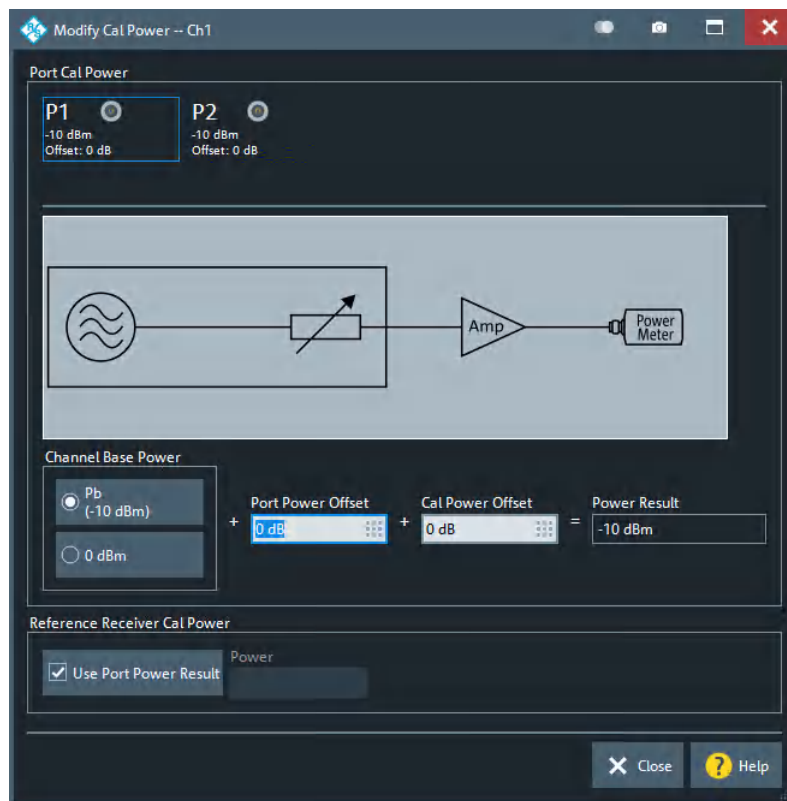 Modify Cal Power -- Ch1
Port Cal Power
P1
-10 dBm
Offset: 0 dB
P2
-10 dBm
Offset: 0 dB
Amp
Power
Meter
Channel Base Power
Pb
(-10 dBm)
0 dBm
+
Port Power Offset
0 dB
+
Cal Power Offset
0 dB
=
Power Result
-10 dBm
Reference Receiver Cal Power
Use Port Power Result
Power
Close
? Help